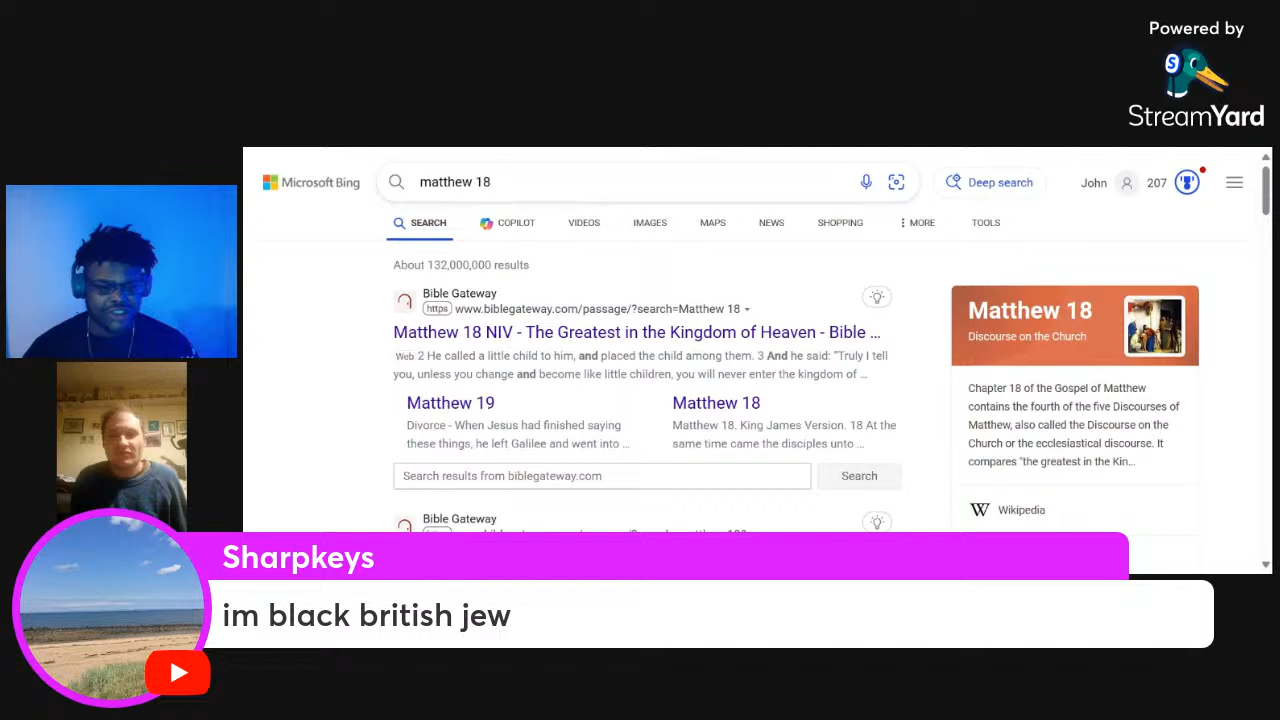 Powered by
StreamYard
Microsoft Bing
matthew 18
Deep search
John
207
SEARCH
COPILOT
VIDEOS
IMAGES
MAPS
NEWS
SHOPPING
MORE
TOOLS
About 132,000,000 results
Bible Gateway
https www.biblegateway.com/passage/?search=Matthew 18
Matthew 18 NIV - The Greatest in the Kingdom of Heaven - Bible ...
Web 2 He called a little child to him, and placed the child among them. 3 And he said: "Truly I tell
you, unless you change and become like little children, you will never enter the kingdom of ...
Matthew 19
Divorce - When Jesus had finished saying
these things, he left Galilee and went into ...
Matthew 18
Matthew 18. King James Version. 18 At the
same time came the disciples unto ...
Search results from biblegateway.com
Search
Bible Gateway
Matthew 18
Discourse on the Church
Chapter 18 of the Gospel of Matthew
contains the fourth of the five Discourses of
Matthew, also called the Discourse on the
Church or the ecclesiastical discourse. It
compares "the greatest in the Kin...
W Wikipedia
Sharpkeys
im black british jew